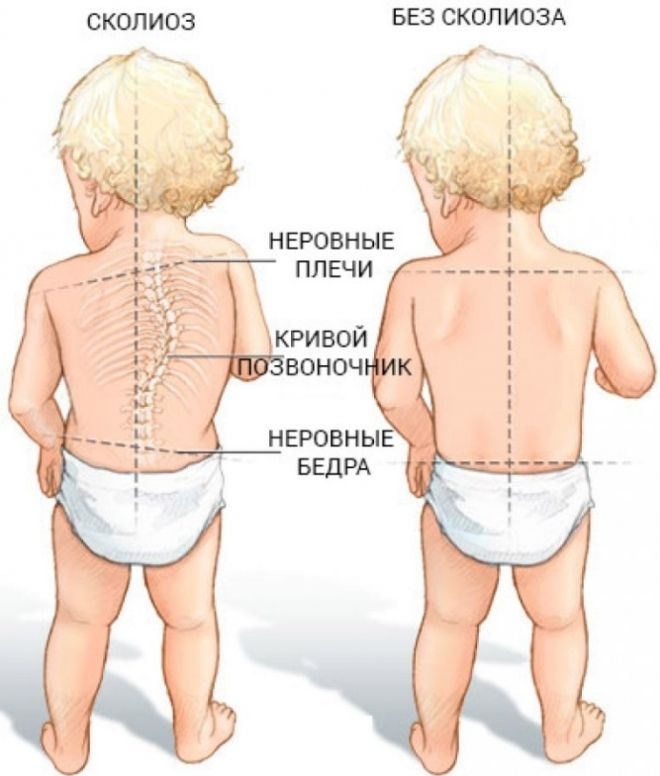 СКОЛИОЗ
БЕЗ СКОЛИОЗА
НЕРОВНЫЕ
ПЛЕЧИ
КРИВОЙ
ПОЗВОНОЧНИК
НЕРОВНЫЕ
БЕДРА